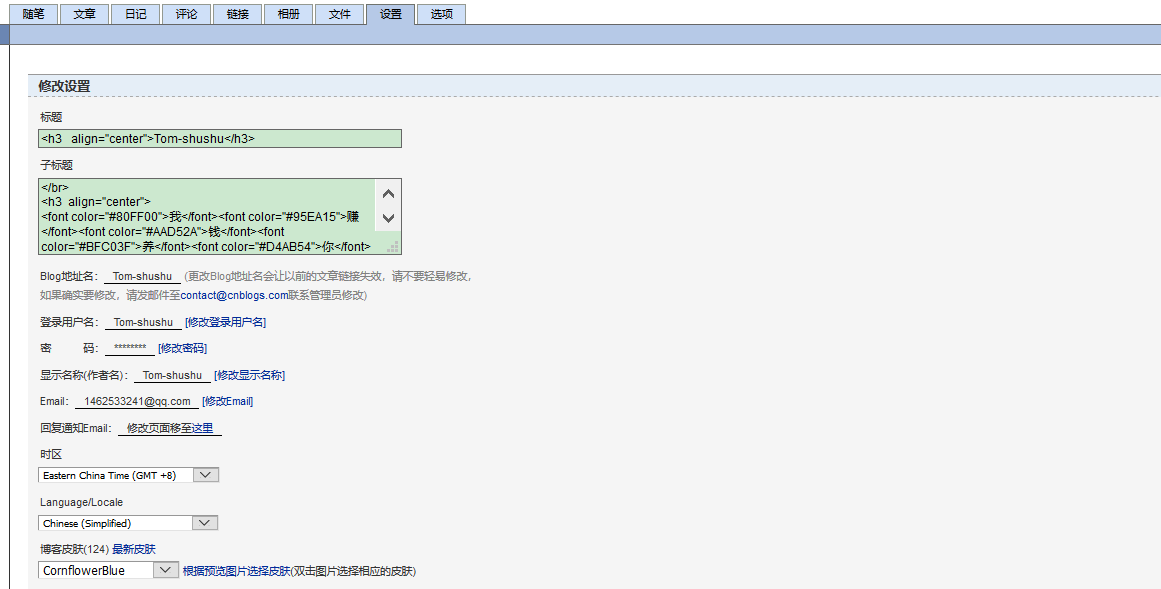 随笔 文章 日记 评论 链接 相册 文件 设置 选项
修改设置
标题
<h3   align="center">Tom-shushu</h3>
子标题
</br>
<h3  align="center">
<font color="#80FF00">我</font><font color="#95EA15">赚
</font><font color="#AAD52A">钱</font><font
color="#BFC03F">养</font><font color="#D4AB54">你</font>
Blog地址名： Tom-shushu (更改Blog地址名会让以前的文章链接失效，请不要轻易修改，
如果确实要修改，请发邮件至contact@cnblogs.com联系管理员修改)
登录用户名： Tom-shushu [修改登录用户名]
密 码： ******** [修改密码]
显示名称(作者名)： Tom-shushu [修改显示名称]
Email： 1462533241@qq.com [修改Email]
回复通知Email： 修改页面移至这里
时区
Eastern China Time (GMT +8)
Language/Locale
Chinese (Simplified)
博客皮肤(124) 最新皮肤
CornflowerBlue 根据预览图片选择皮肤(双击图片选择相应的皮肤)